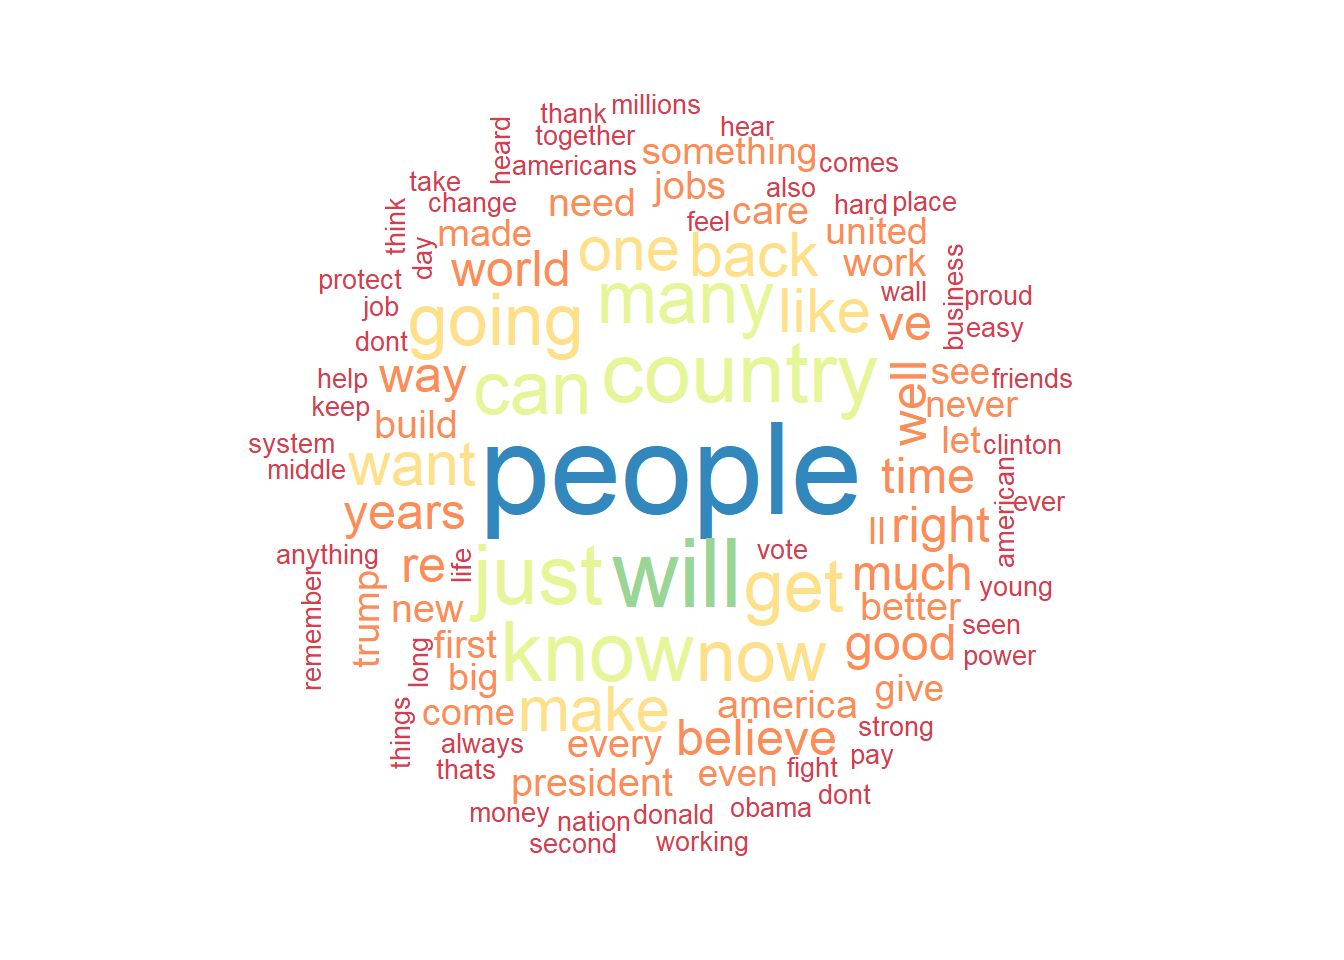 thank
millions
together
hear
heard
americans
something
comes
take
need
jobs
also
change
feel
care
hard
place
think
made
one
back
united
day
world
work
protect
many
like
wall
business
proud
job
going
ve
easy
dont
way
can
country
well
see
friends
help
keep
build
never
system
want
people
let
clinton
middle
time
american
years
ll
right
ever
anything
re
life
just
will
vote
get
much
young
remember
trump
new
better
long
first
know
now
good
seen
power
big
make
america
give
things
come
always
every
believe
strong
thats
president
even
fight
pay
money
nation
donald
obama
dont
second
working